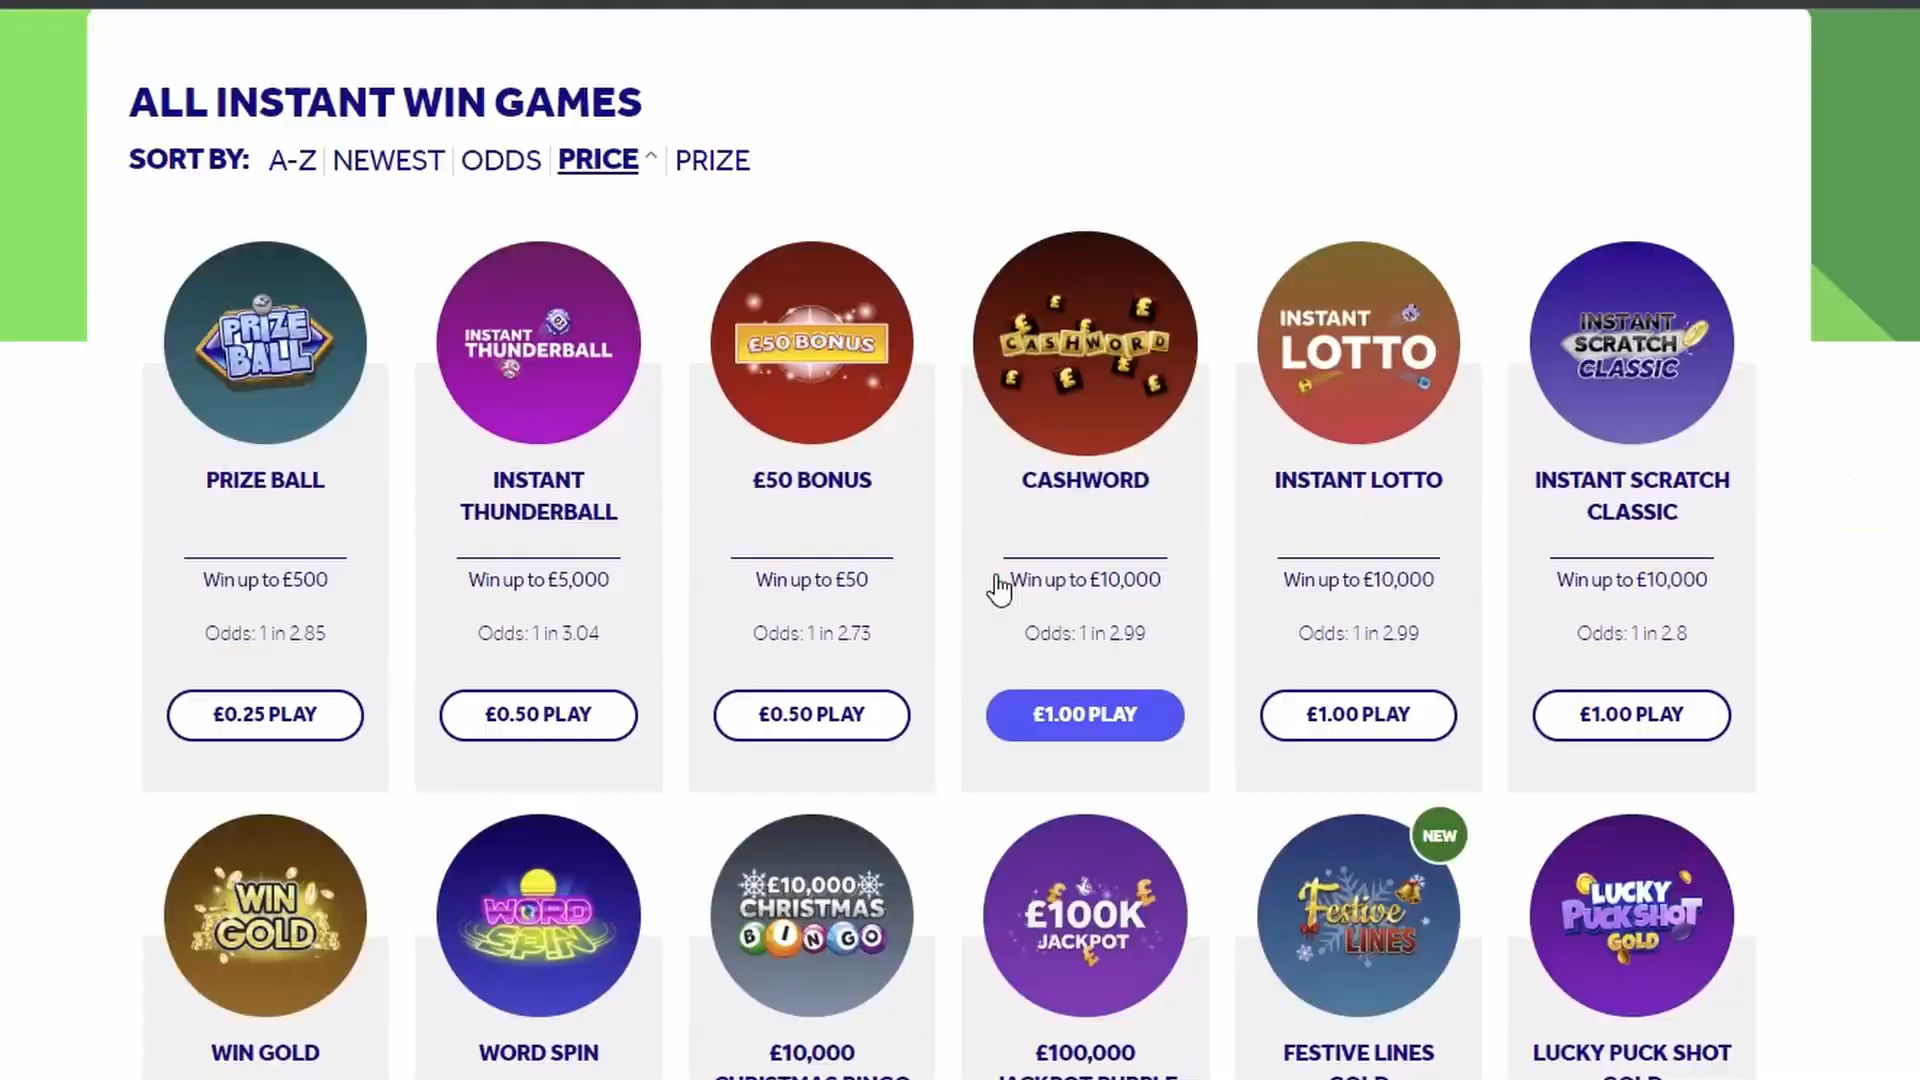 ALL INSTANT WIN GAMES
SORT BY: A-Z NEWEST ODDS PRICE ^ PRIZE
PRIZE
BALL
INSTANT
THUNDERBALL
£50 BONUS
CASHWORD
INSTANT
LOTTO
INSTANT
SCRATCH
CLASSIC
PRIZE BALL
INSTANT
THUNDERBALL
£50 BONUS
CASHWORD
INSTANT LOTTO
INSTANT SCRATCH
CLASSIC
Win up to £500
Win up to £5,000
Win up to £50
Win up to £10,000
Win up to £10,000
Win up to £10,000
Odds: 1 in 2.85
Odds: 1 in 3.04
Odds: 1 in 2.73
Odds: 1 in 2.99
Odds: 1 in 2.99
Odds: 1 in 2.8
£0.25 PLAY
£0.50 PLAY
£0.50 PLAY
£1.00 PLAY
£1.00 PLAY
£1.00 PLAY
WIN
GOLD
WORD
SPIN
£10,000
CHRISTMAS
BINGO
£100K
JACKPOT
NEW
Festive
LINES
LUCKY
PUCK SHOT
GOLD
WIN GOLD
WORD SPIN
£10,000
CHRISTMAS BINGO
£100,000
JACKPOT PURPLE
FESTIVE LINES
GOLD
LUCKY PUCK SHOT
GOLD